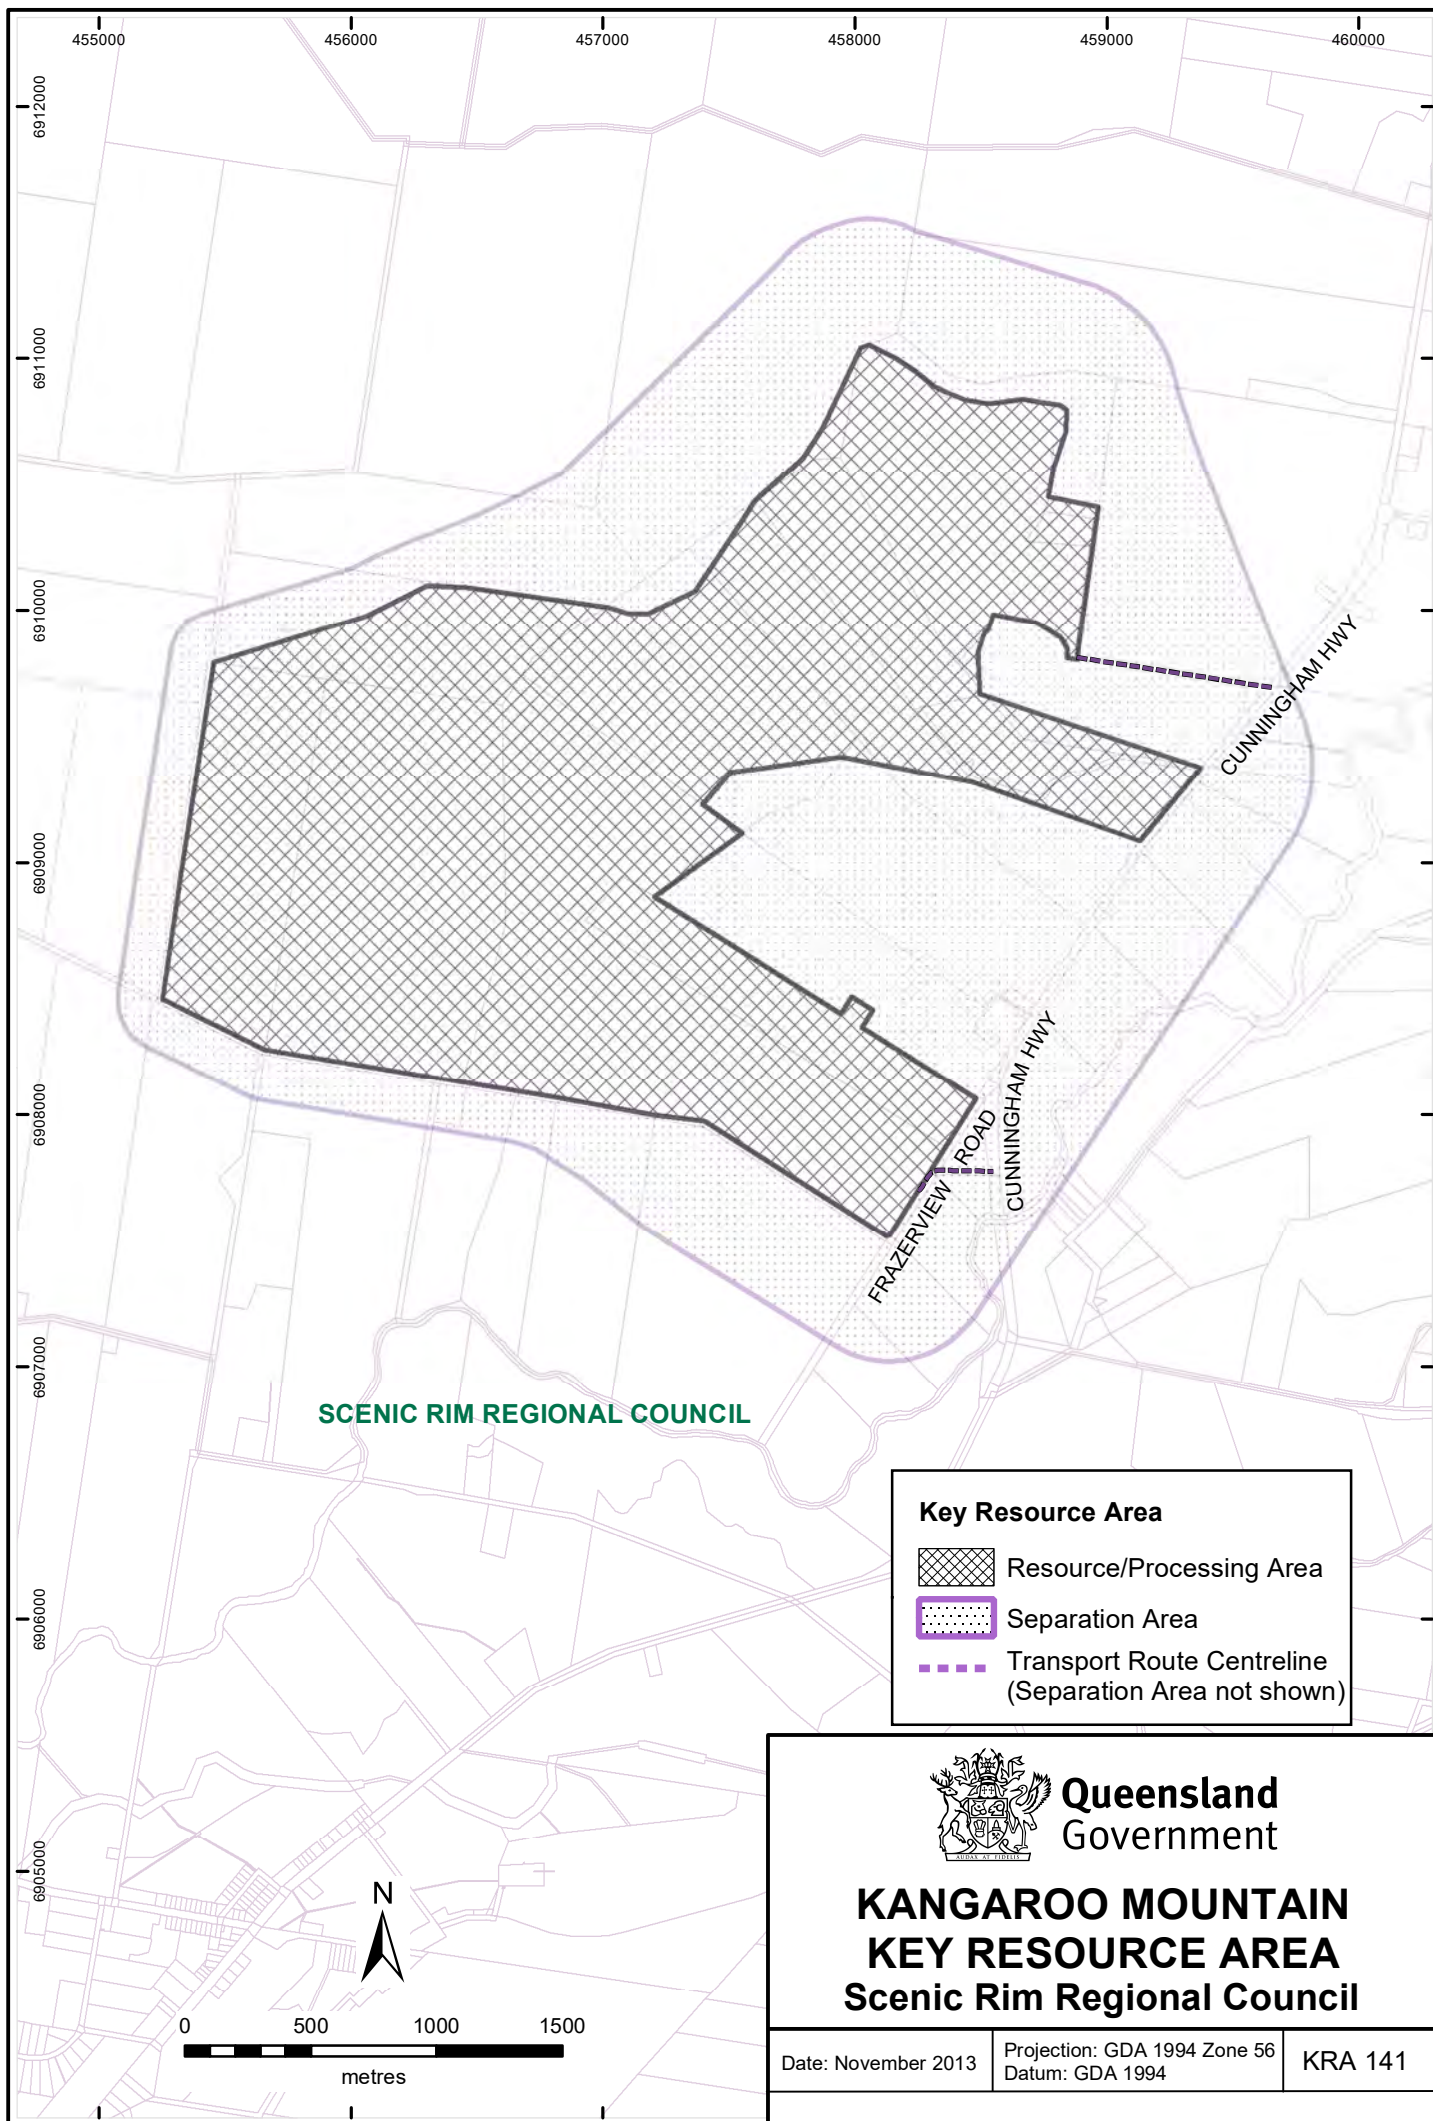 455000
456000
457000
458000
459000
460000
6912000
6911000
6910000
6909000
6908000
6907000
6906000
6905000
CUNNINGHAM HWY
CUNNINGHAM HWY
FRAZERVIEW ROAD
SCENIC RIM REGIONAL COUNCIL
Key Resource Area
Resource/Processing Area
Separation Area
Transport Route Centreline
(Separation Area not shown)
AUDAX AT FIDELIS
Queensland
Government
KANGAROO MOUNTAIN
KEY RESOURCE AREA
Scenic Rim Regional Council
Date: November 2013
Projection: GDA 1994 Zone 56
Datum: GDA 1994
KRA 141
N
0 500 1000 1500
metres